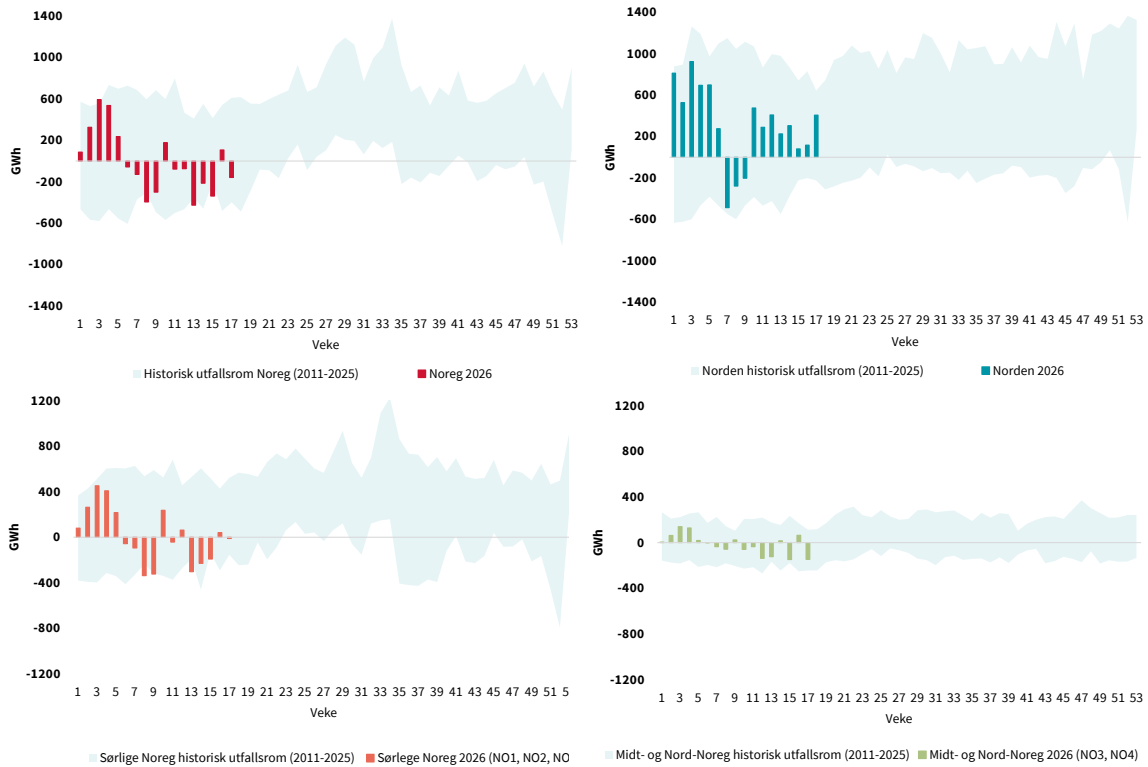 1400
1000
600
200
-200
-600
-1000
-1400
GWh
1 3 5 7 9 11 13 15 17 19 21 23 25 27 29 31 33 35 37 39 41 43 45 47 49 51 53
Veke
Historisk utfallsrom Noreg (2011-2025) Noreg 2026
1400
1000
600
200
-200
-600
-1000
-1400
GWh
1 3 5 7 9 11 13 15 17 19 21 23 25 27 29 31 33 35 37 39 41 43 45 47 49 51 53
Veke
Norden historisk utfallsrom (2011-2025) Norden 2026
1200
800
400
0
-400
-800
-1200
GWh
1 3 5 7 9 11 13 15 17 19 21 23 25 27 29 31 33 35 37 39 41 43 45 47 49 51 5
Veke
Sørlige Noreg historisk utfallsrom (2011-2025) Sørlege Noreg 2026 (NO1, NO2, NO
1200
800
400
0
-400
-800
-1200
GWh
1 3 5 7 9 11 13 15 17 19 21 23 25 27 29 31 33 35 37 39 41 43 45 47 49 51 53
Veke
Midt- og Nord-Noreg historisk utfallsrom (2011-2025) Midt- og Nord-Noreg 2026 (NO3, NO4)